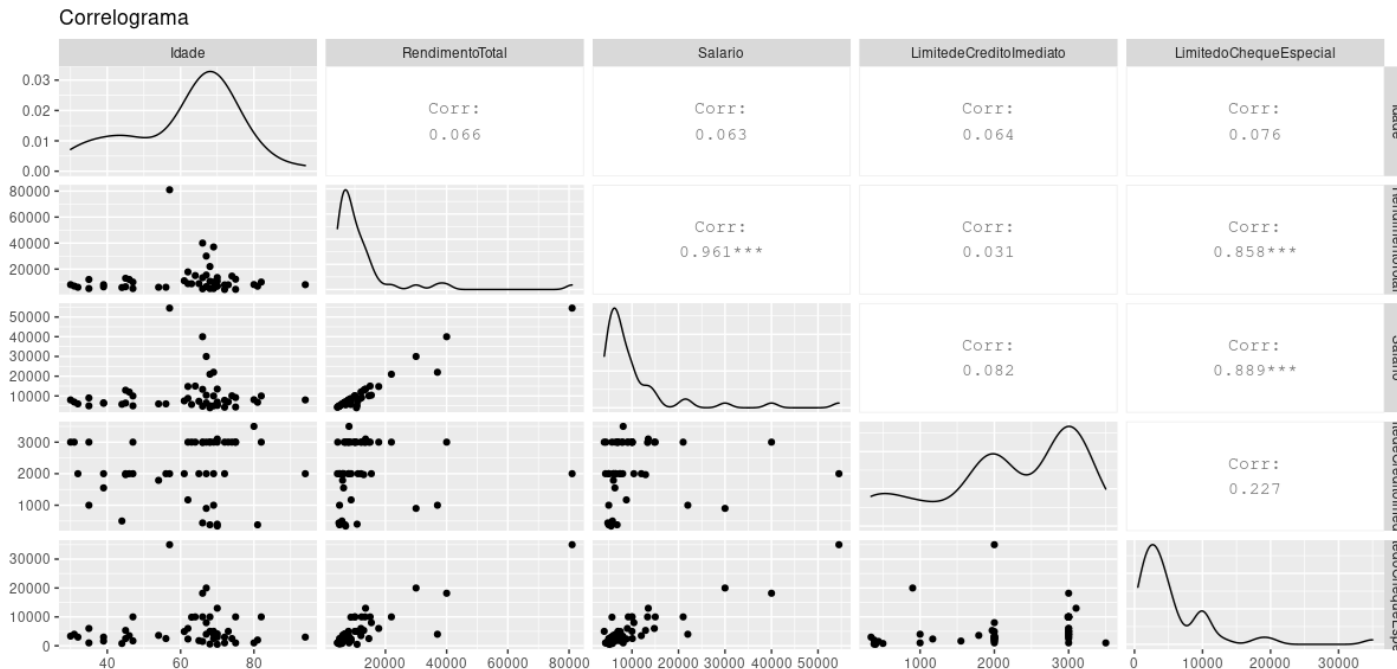 Correlograma
Idade RendimentoTotal Salario LimitedeCreditoImediato LimitedoChequeEspecial
0.03
0.02
0.01
0.00
Corr:
0.066
Corr:
0.063
Corr:
0.064
Corr:
0.076
Idade
80000
60000
40000
20000
Corr:
0.961***
Corr:
0.031
Corr:
0.858***
50000
40000
30000
20000
10000
Corr:
0.082
Corr:
0.889***
Salario
3000
2000
1000
Corr:
0.227
30000
20000
10000
0
40 60 80
20000 40000 60000 80000
10000 20000 30000 40000 50000
1000 2000 3000
0 10000 20000 30000